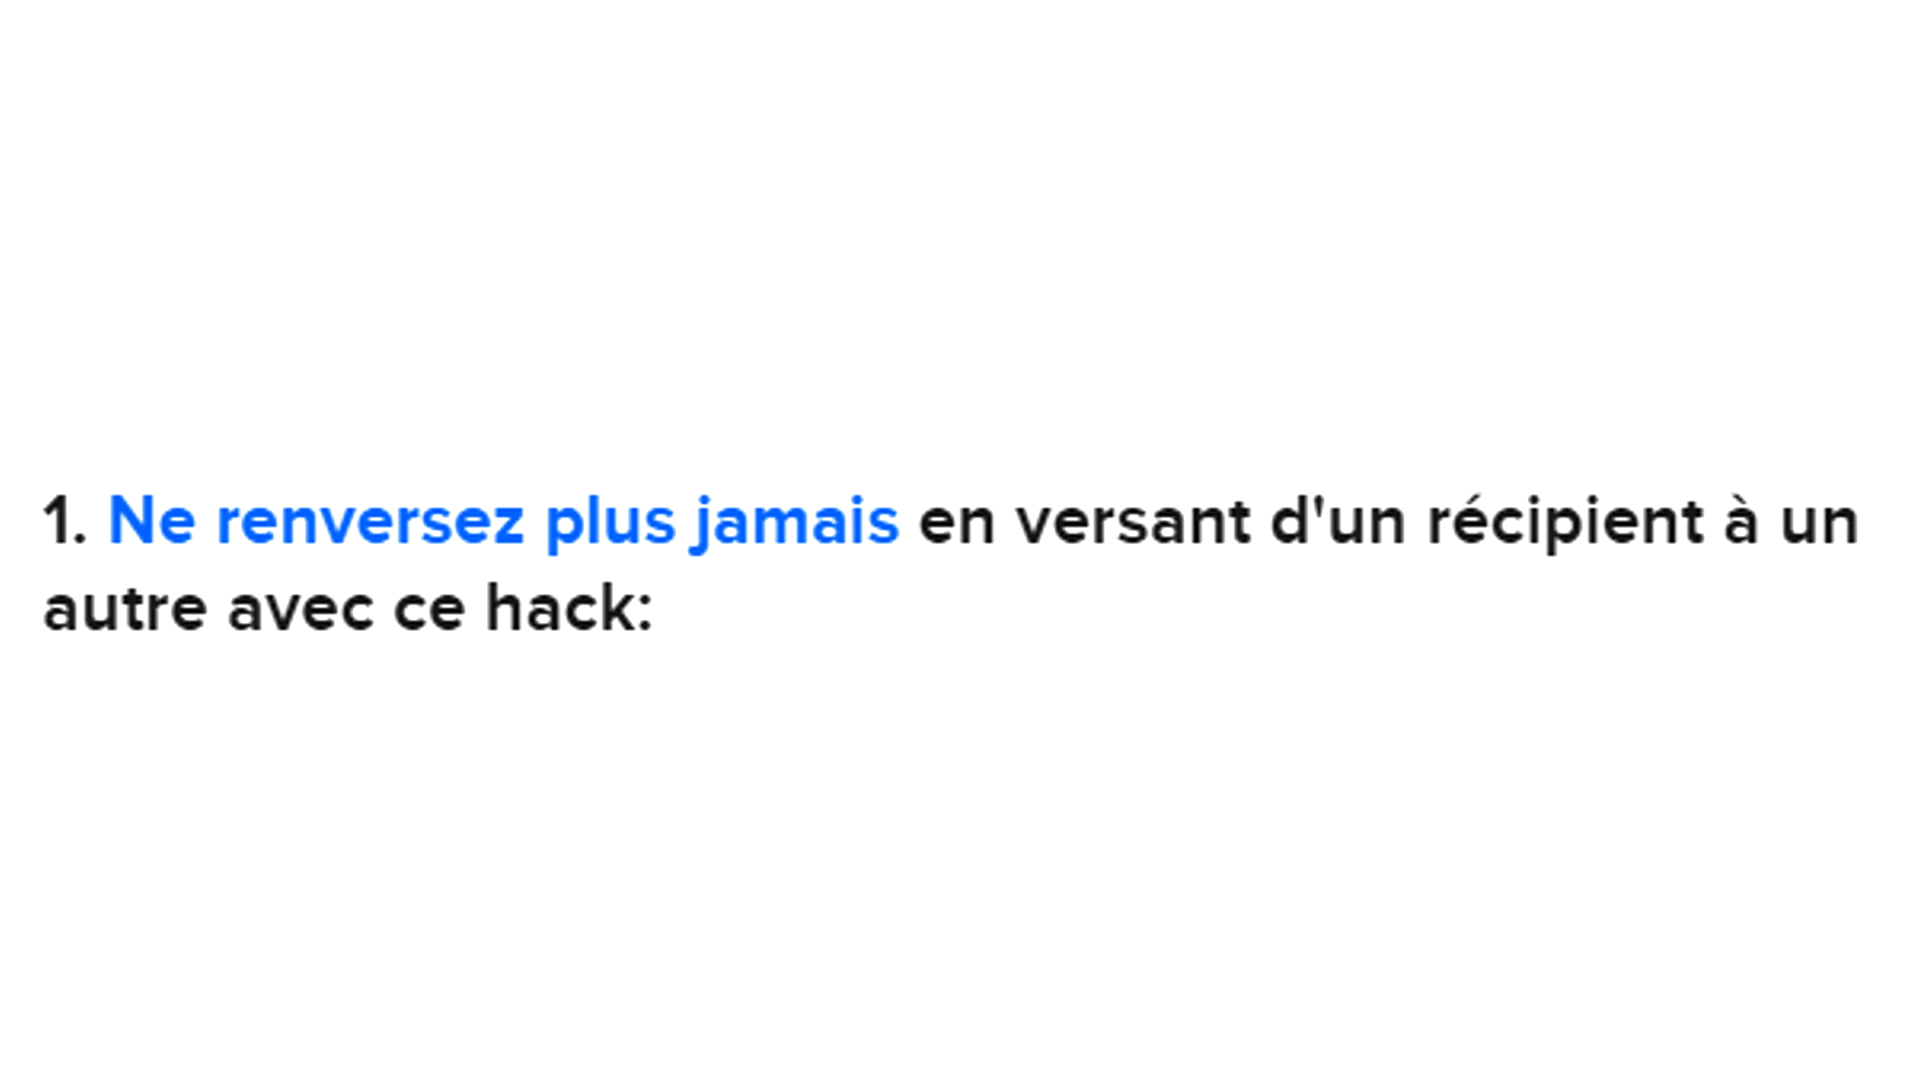 1. Ne renversez plus jamais en versant d'un récipient à un
autre avec ce hack: